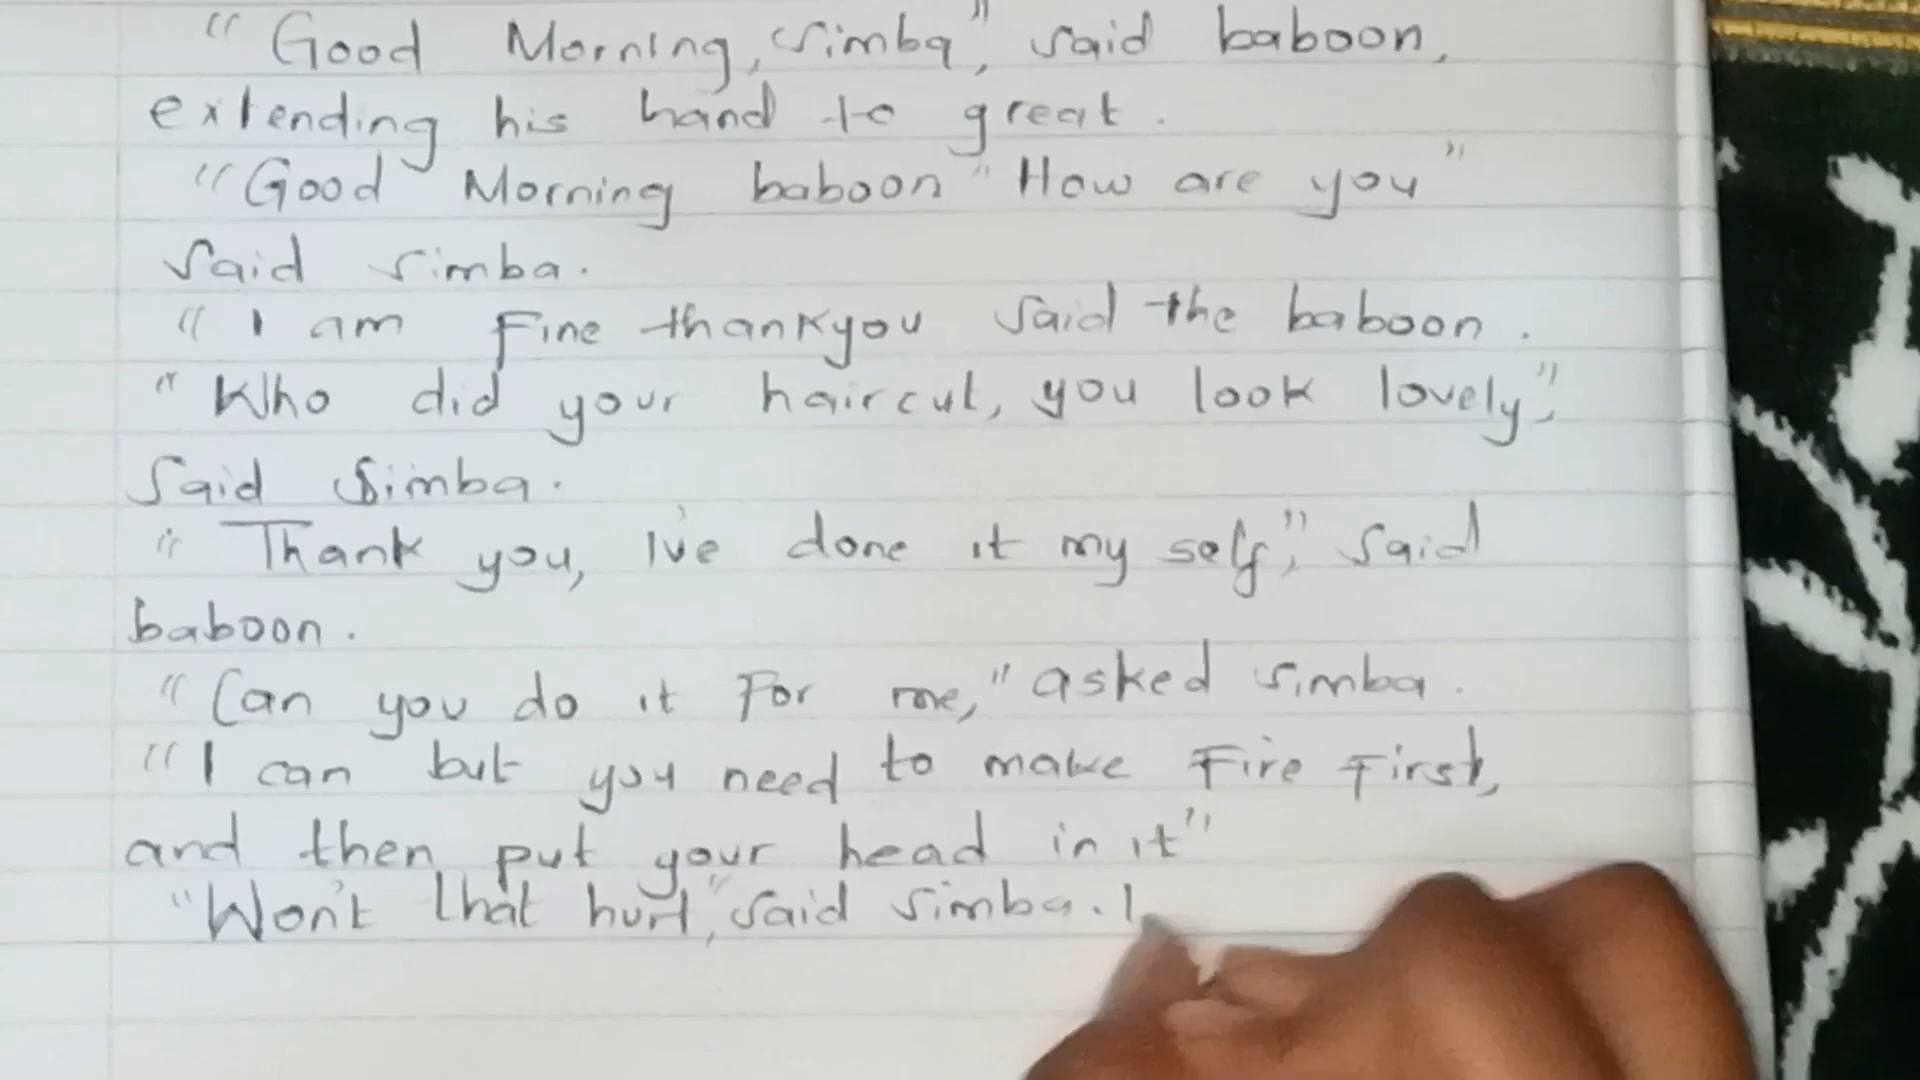 "Good Morning, simba", said baboon,
extending his hand to great.
"Good Morning baboon "How are you"
said simba.
"I am fine thankyou said the baboon.
"Who did your haircut, you look lovely",
said Simba.
"Thank you, I've done it my self", said
baboon.
"Can you do it for me," asked simba.
"I can but you need to make fire first,
and then put your head in it"
"Won't that hurt," said simba. I